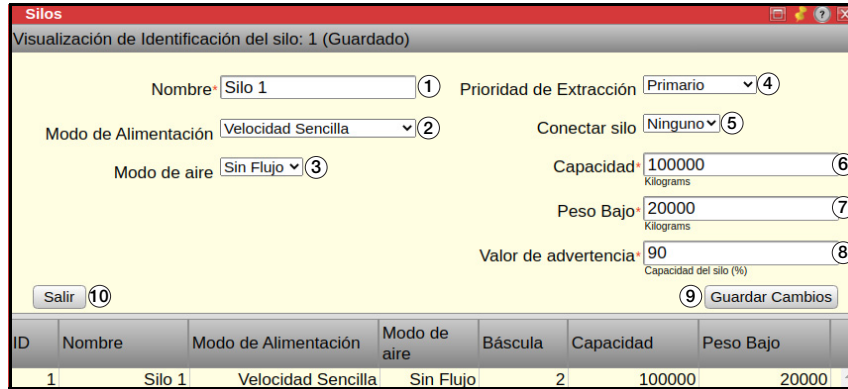 Silos
Visualización de Identificación del silo: 1 (Guardado)
Nombre* Silo 1 1
Prioridad de Extracción Primario 4
Modo de Alimentación Velocidad Sencilla 2
Conectar silo Ninguno 5
Modo de aire Sin Flujo 3
Capacidad* 100000 6
Kilograms
Peso Bajo* 20000 7
Kilograms
Valor de advertencia* 90 8
Capacidad del silo (%)
Salir 10
9 Guardar Cambios
ID Nombre Modo de Alimentación Modo de aire Báscula Capacidad Peso Bajo
1 Silo 1 Velocidad Sencilla Sin Flujo 2 100000 20000